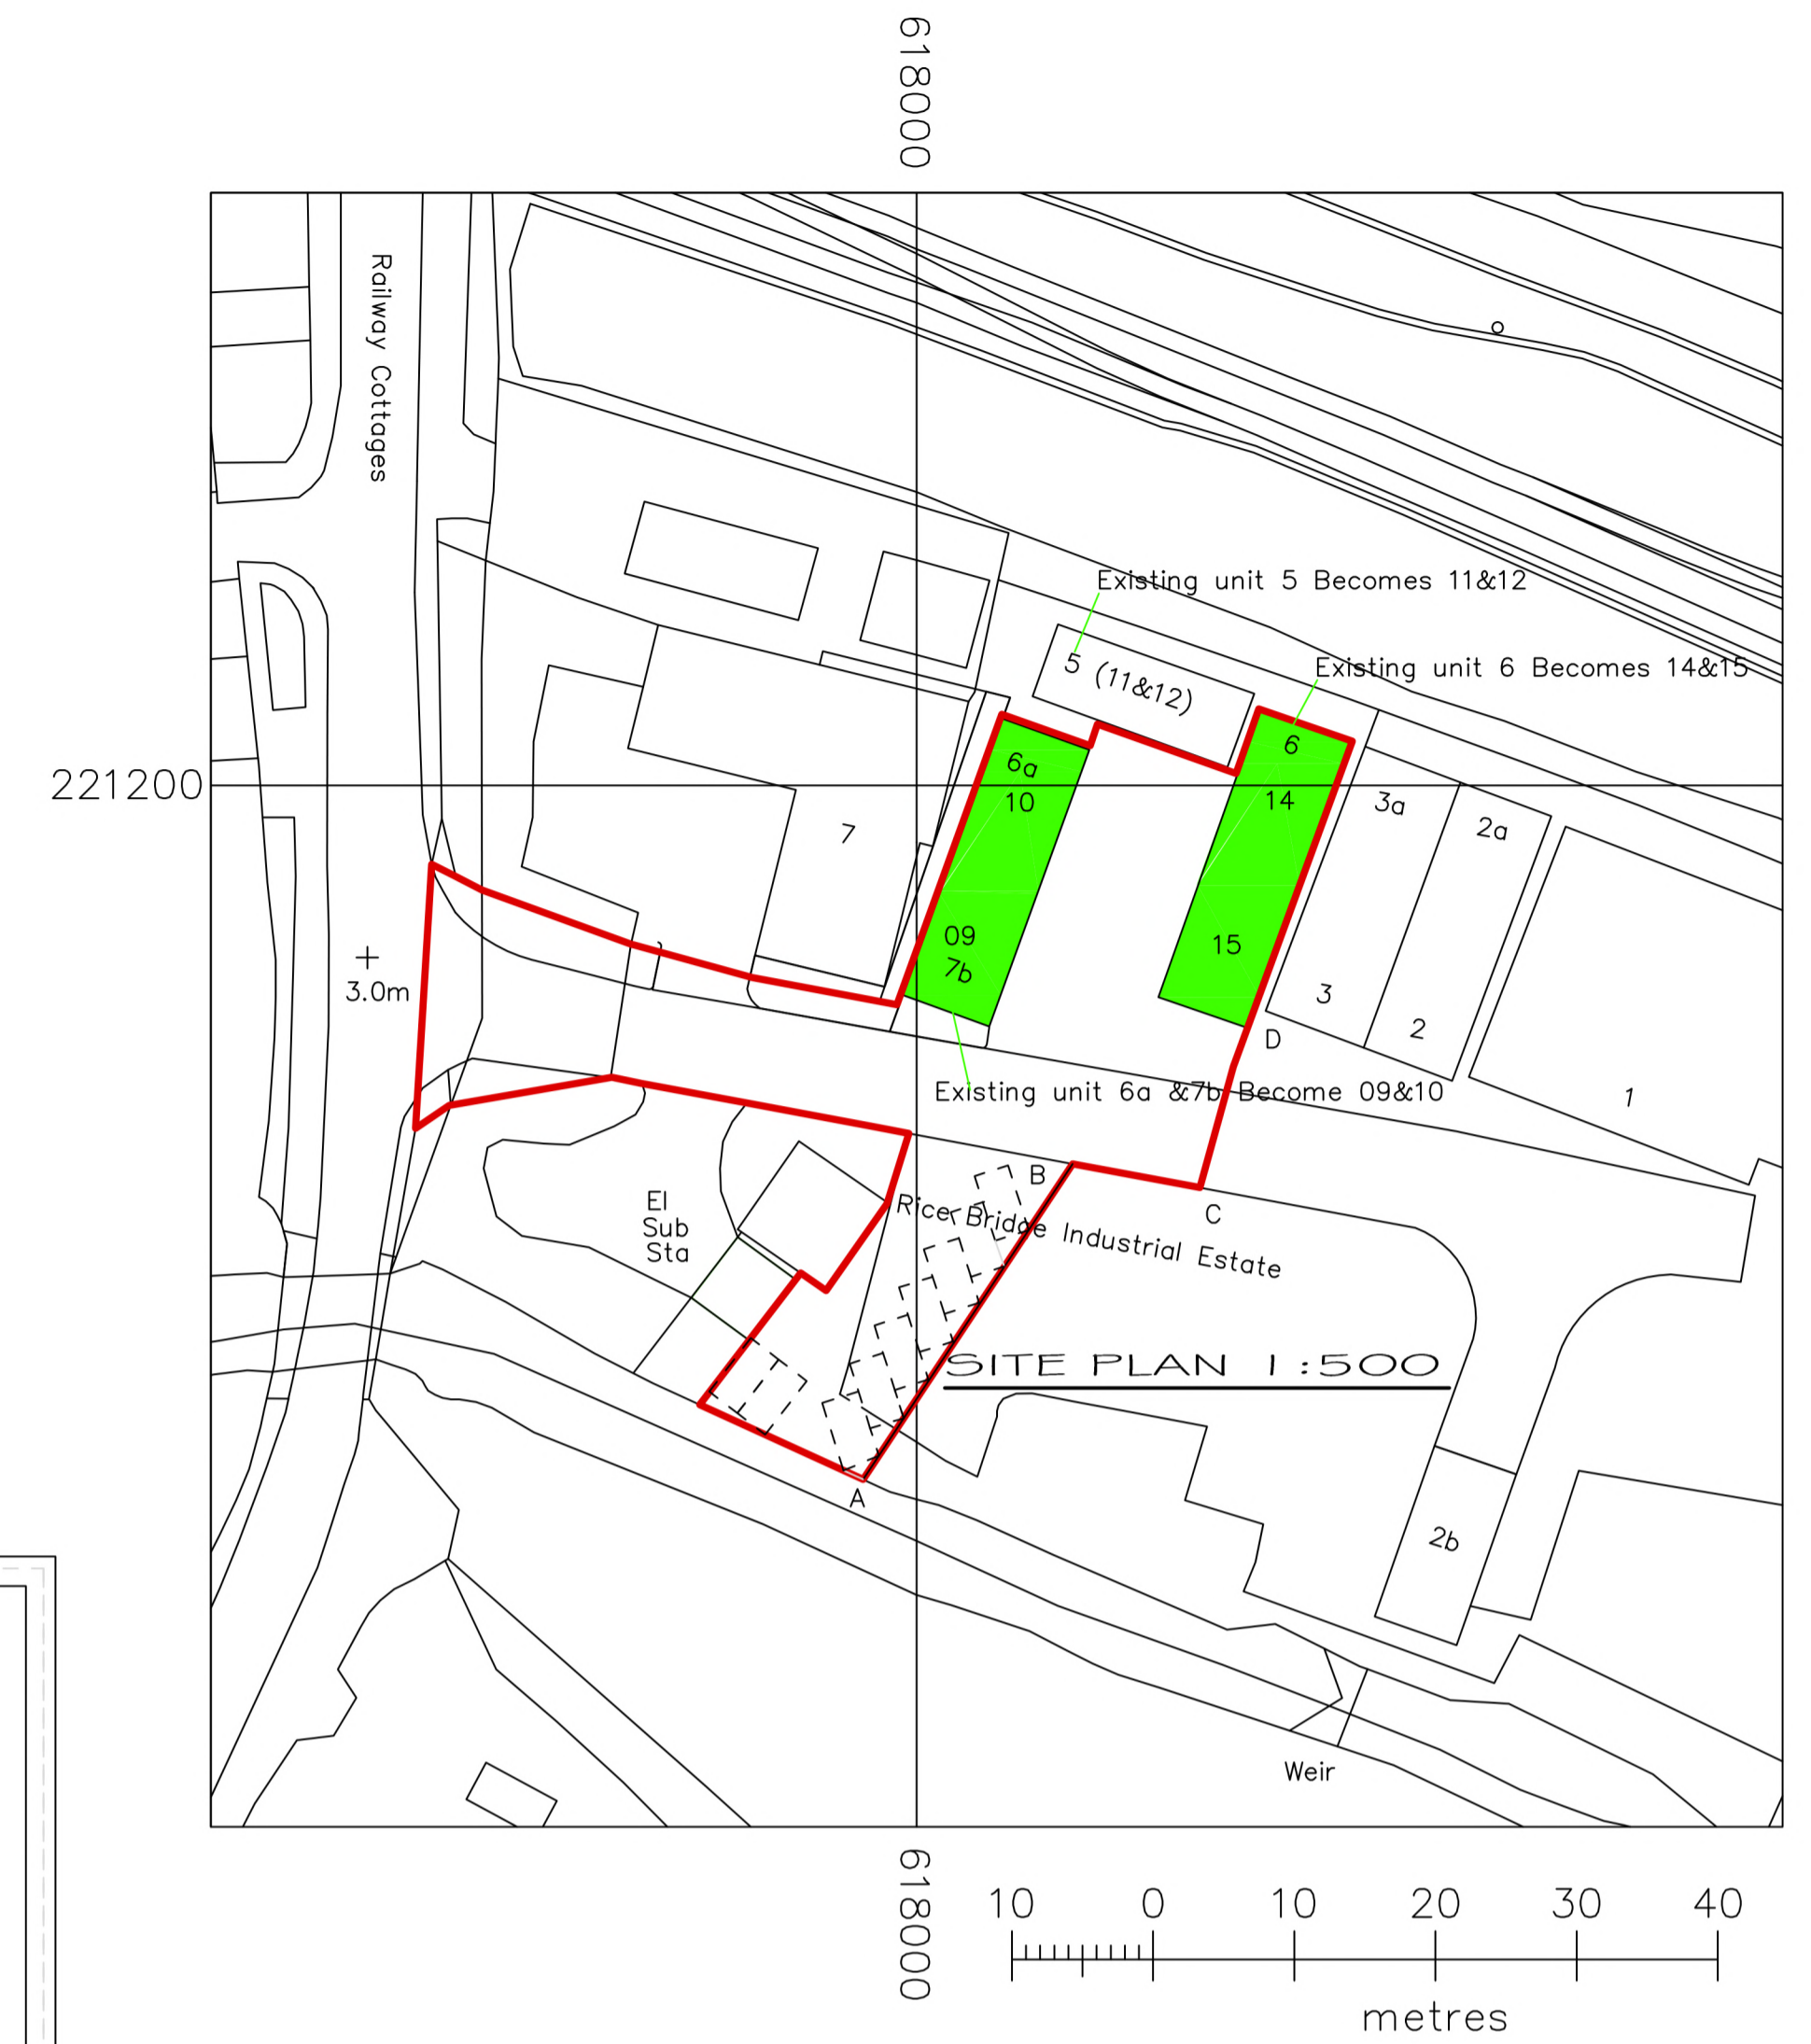 618000
Railway Cottages
Existing unit 5 Becomes 11&12
5 (11&12)
Existing unit 6 Becomes 14&15
6
6a
221200
10
14
3a
2a
7
09
15
7b
3.0m
3
2
D
1
Existing unit 6a &7b Become 09&10
B
El
Sub
Sta
C
Rice Bridge Industrial Estate
SITE PLAN 1:500
A
2b
Weir
618000
10 0 10 20 30 40
metres